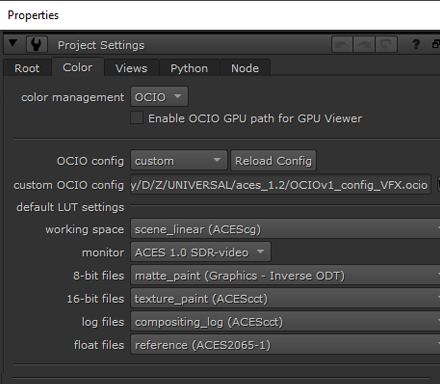 Properties
Project Settings ?
Root Color Views Python Node
color management OCIO
Enable OCIO GPU path for GPU Viewer
OCIO config custom Reload Config
custom OCIO config y/D/Z/UNIVERSAL/aces_1.2/OCIOv1_config_VFX.ocio
default LUT settings
working space scene_linear (ACEScg)
monitor ACES 1.0 SDR-video
8-bit files matte_paint (Graphics - Inverse ODT)
16-bit files texture_paint (ACEScct)
log files compositing_log (ACEScct)
float files reference (ACES2065-1)